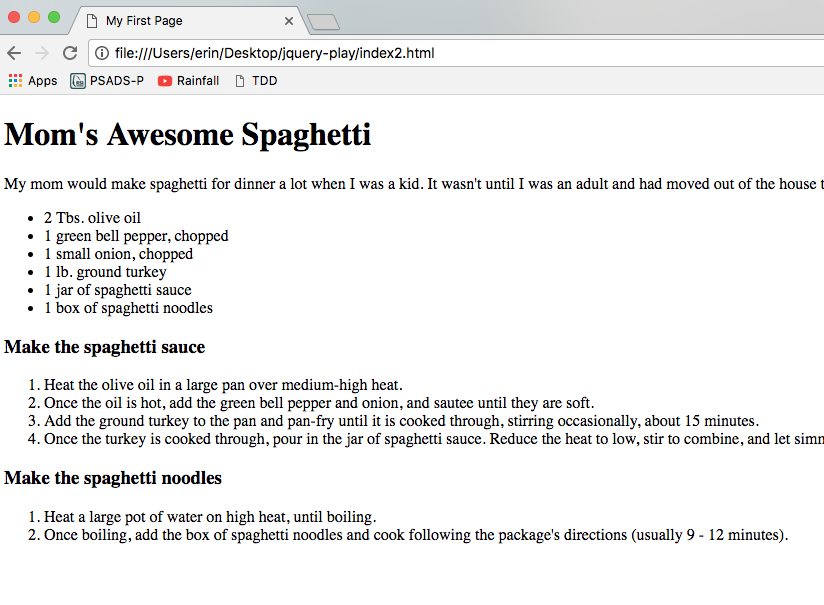 My First Page
file:///Users/erin/Desktop/jquery-play/index2.html
Apps PSADS-P Rainfall TDD
Mom's Awesome Spaghetti
My mom would make spaghetti for dinner a lot when I was a kid. It wasn't until I was an adult and had moved out of the house
• 2 Tbs. olive oil
• 1 green bell pepper, chopped
• 1 small onion, chopped
• 1 lb. ground turkey
• 1 jar of spaghetti sauce
• 1 box of spaghetti noodles
Make the spaghetti sauce
1. Heat the olive oil in a large pan over medium-high heat.
2. Once the oil is hot, add the green bell pepper and onion, and sautee until they are soft.
3. Add the ground turkey to the pan and pan-fry until it is cooked through, stirring occasionally, about 15 minutes.
4. Once the turkey is cooked through, pour in the jar of spaghetti sauce. Reduce the heat to low, stir to combine, and let
Make the spaghetti noodles
1. Heat a large pot of water on high heat, until boiling.
2. Once boiling, add the box of spaghetti noodles and cook following the package's directions (usually 9 - 12 minutes).